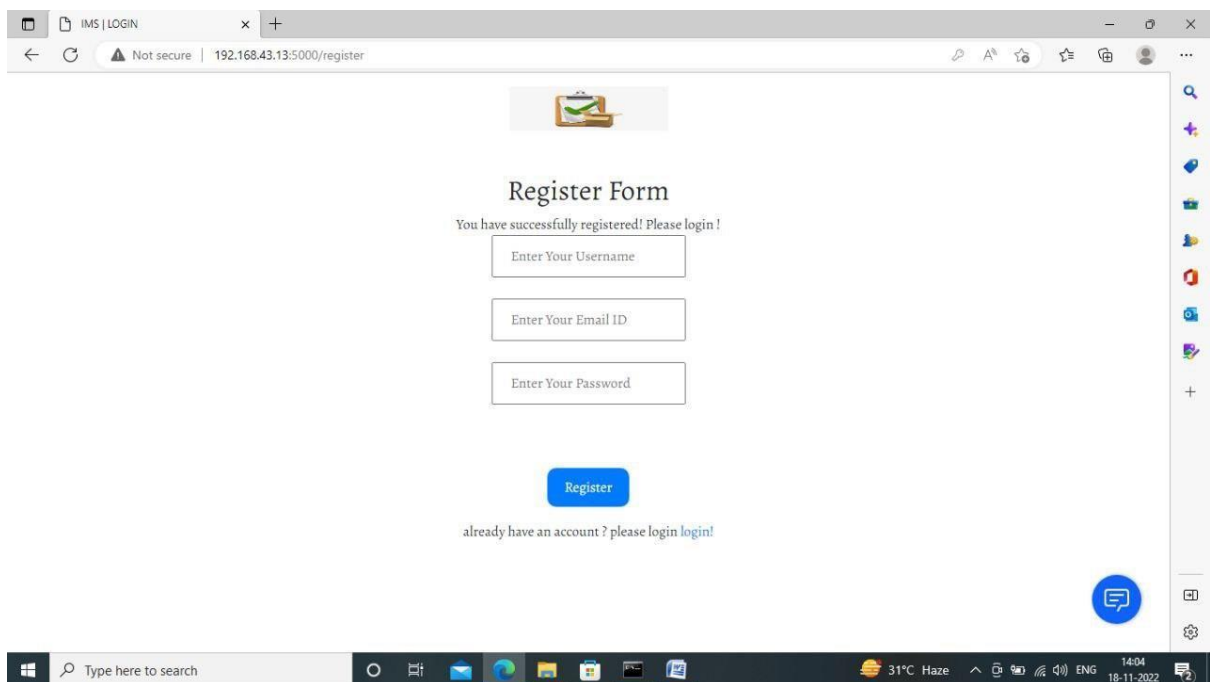 IMS | LOGIN
Not secure | 192.168.43.13:5000/register
Register Form
You have successfully registered! Please login !
Enter Your Username
Enter Your Email ID
Enter Your Password
Register
already have an account ? please login login!
Type here to search
31°C Haze
ENG
14:04
18-11-2022
2